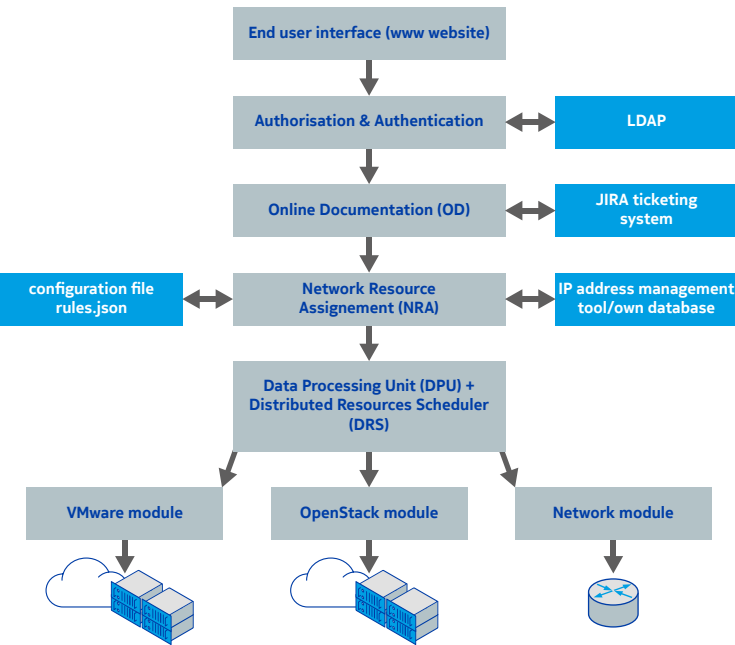 End user interface (www website)
Authorisation & Authentication
LDAP
Online Documentation (OD)
JIRA ticketing
system
configuration file
rules.json
Network Resource
Assignement (NRA)
IP address management
tool/own database
Data Processing Unit (DPU) +
Distributed Resources Scheduler
(DRS)
VMware module
OpenStack module
Network module